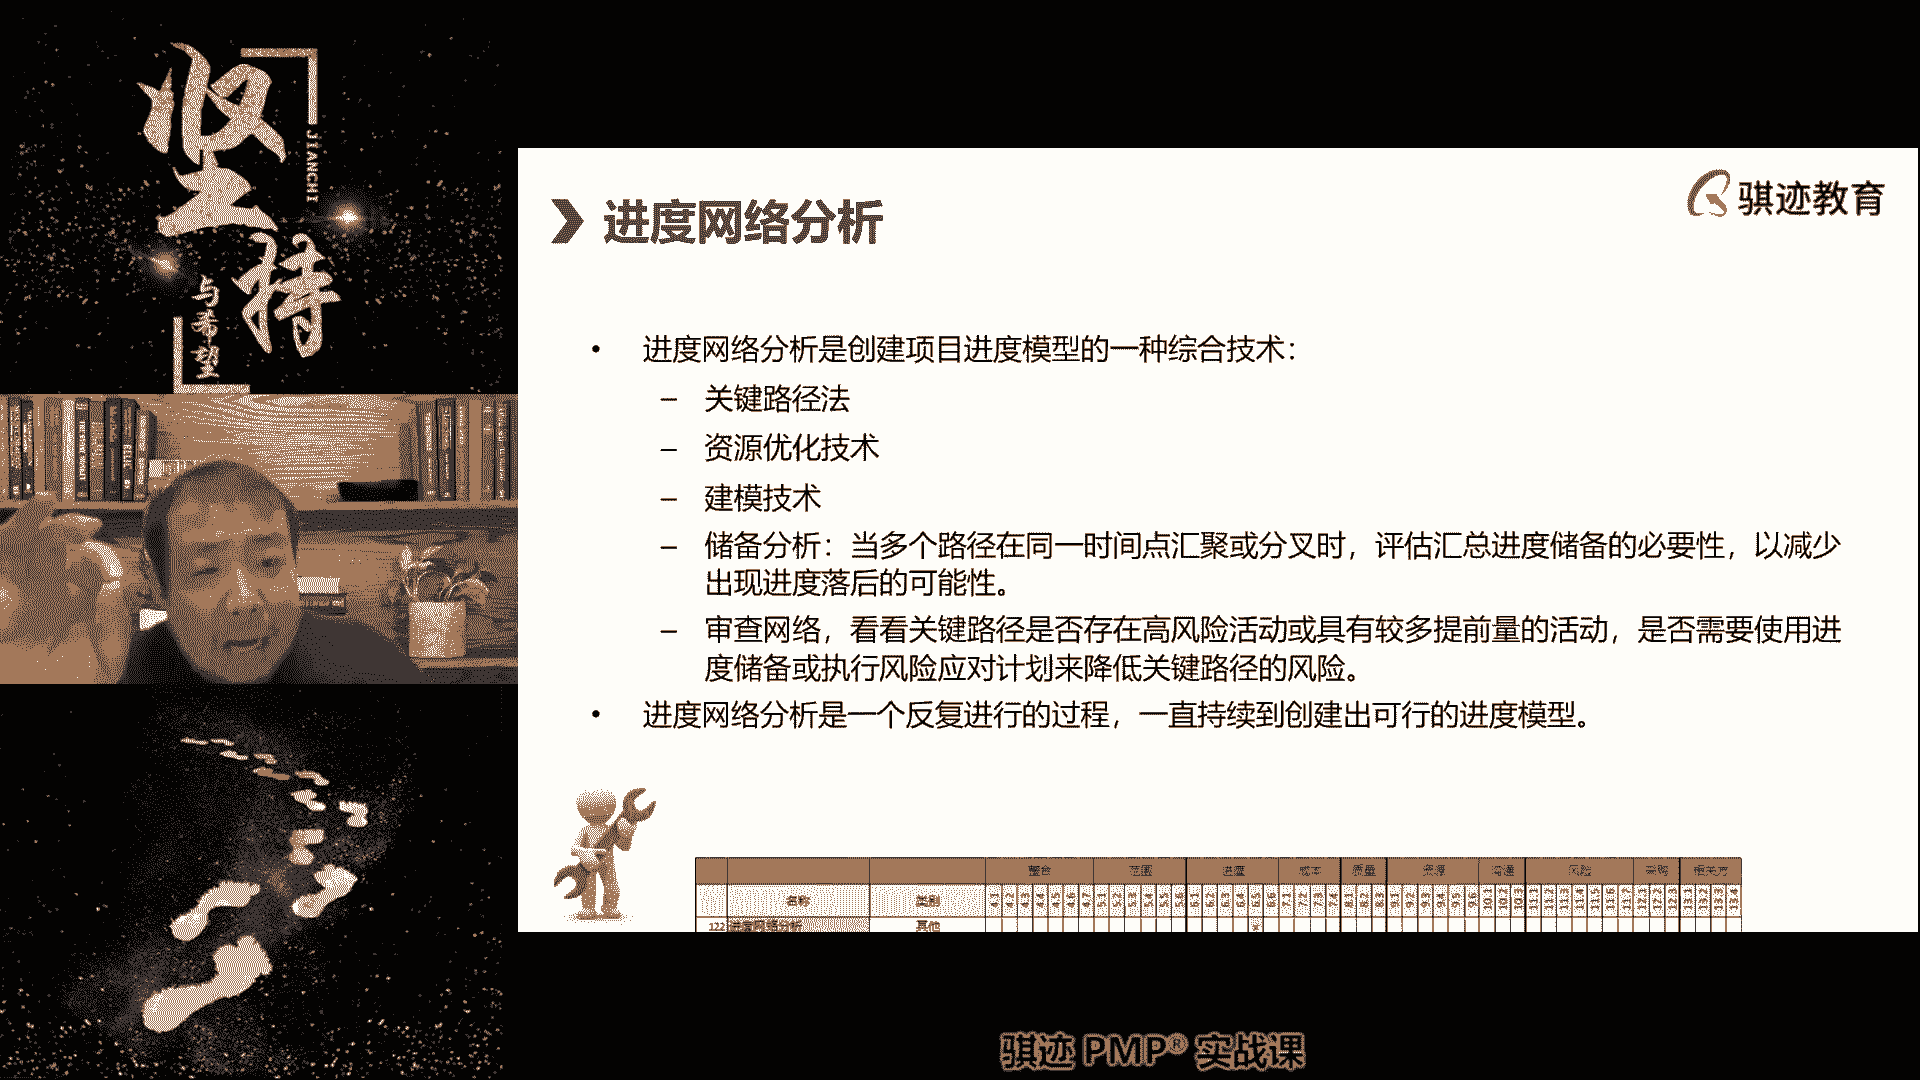 坚持
JIANCHI
与希望
骐迹教育
进度网络分析
• 进度网络分析是创建项目进度模型的一种综合技术：
– 关键路径法
– 资源优化技术
– 建模技术
– 储备分析：当多个路径在同一时间点汇聚或分叉时，评估汇总进度储备的必要性，以减少
出现进度落后的可能性。
– 审查网络，看看关键路径是否存在高风险活动或具有较多提前量的活动，是否需要使用进
度储备或执行风险应对计划来降低关键路径的风险。
• 进度网络分析是一个反复进行的过程，一直持续到创建出可行的进度模型。
整合 范围 进度 成本 质量 资源 沟通 风险 采购 相关方
名称 类别
122 进度网络分析 其他
骐迹 PMP® 实战课